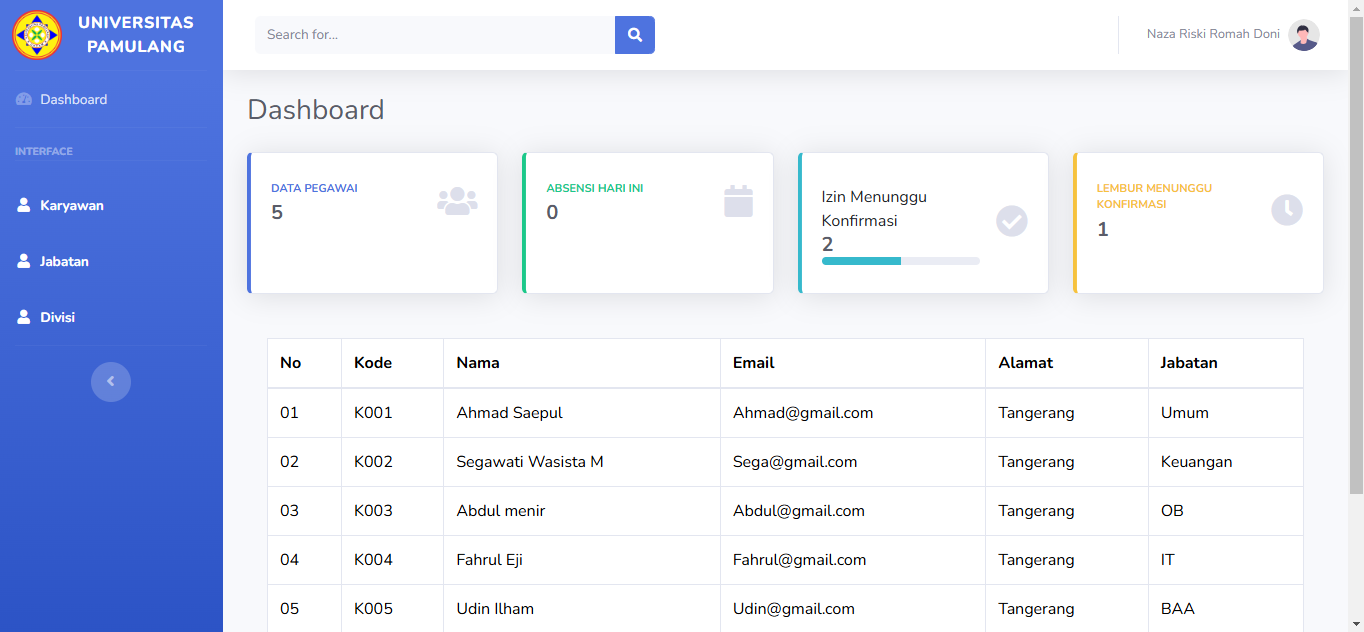 UNIVERSITAS
PAMULANG
Dashboard
INTERFACE
Karyawan
Jabatan
Divisi
Search for...
Naza Riski Romah Doni
Dashboard
DATA PEGAWAI
5
ABSENSI HARI INI
0
Izin Menunggu
Konfirmasi
2
LEMBUR MENUNGGU
KONFIRMASI
1
No Kode Nama Email Alamat Jabatan
01 K001 Ahmad Saepul Ahmad@gmail.com Tangerang Umum
02 K002 Segawati Wasista M Sega@gmail.com Tangerang Keuangan
03 K003 Abdul menir Abdul@gmail.com Tangerang OB
04 K004 Fahrul Eji Fahrul@gmail.com Tangerang IT
05 K005 Udin Ilham Udin@gmail.com Tangerang BAA